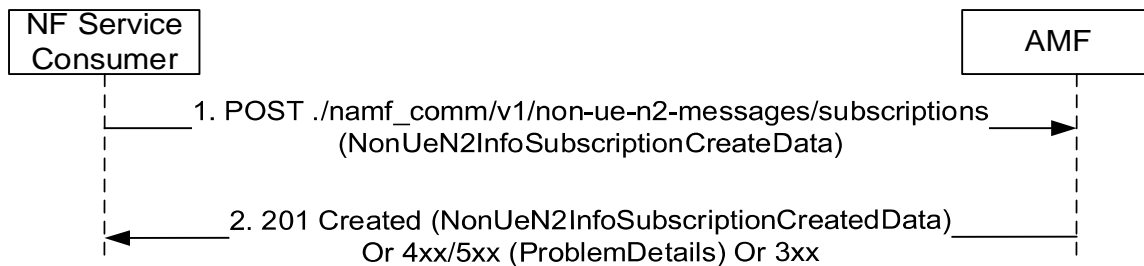 NF Service
Consumer
AMF
1. POST ./namf_comm/v1/non-ue-n2-messages/subscriptions
(NonUeN2InfoSubscriptionCreateData)
2. 201 Created (NonUeN2InfoSubscriptionCreatedData)
Or 4xx/5xx (ProblemDetails) Or 3xx